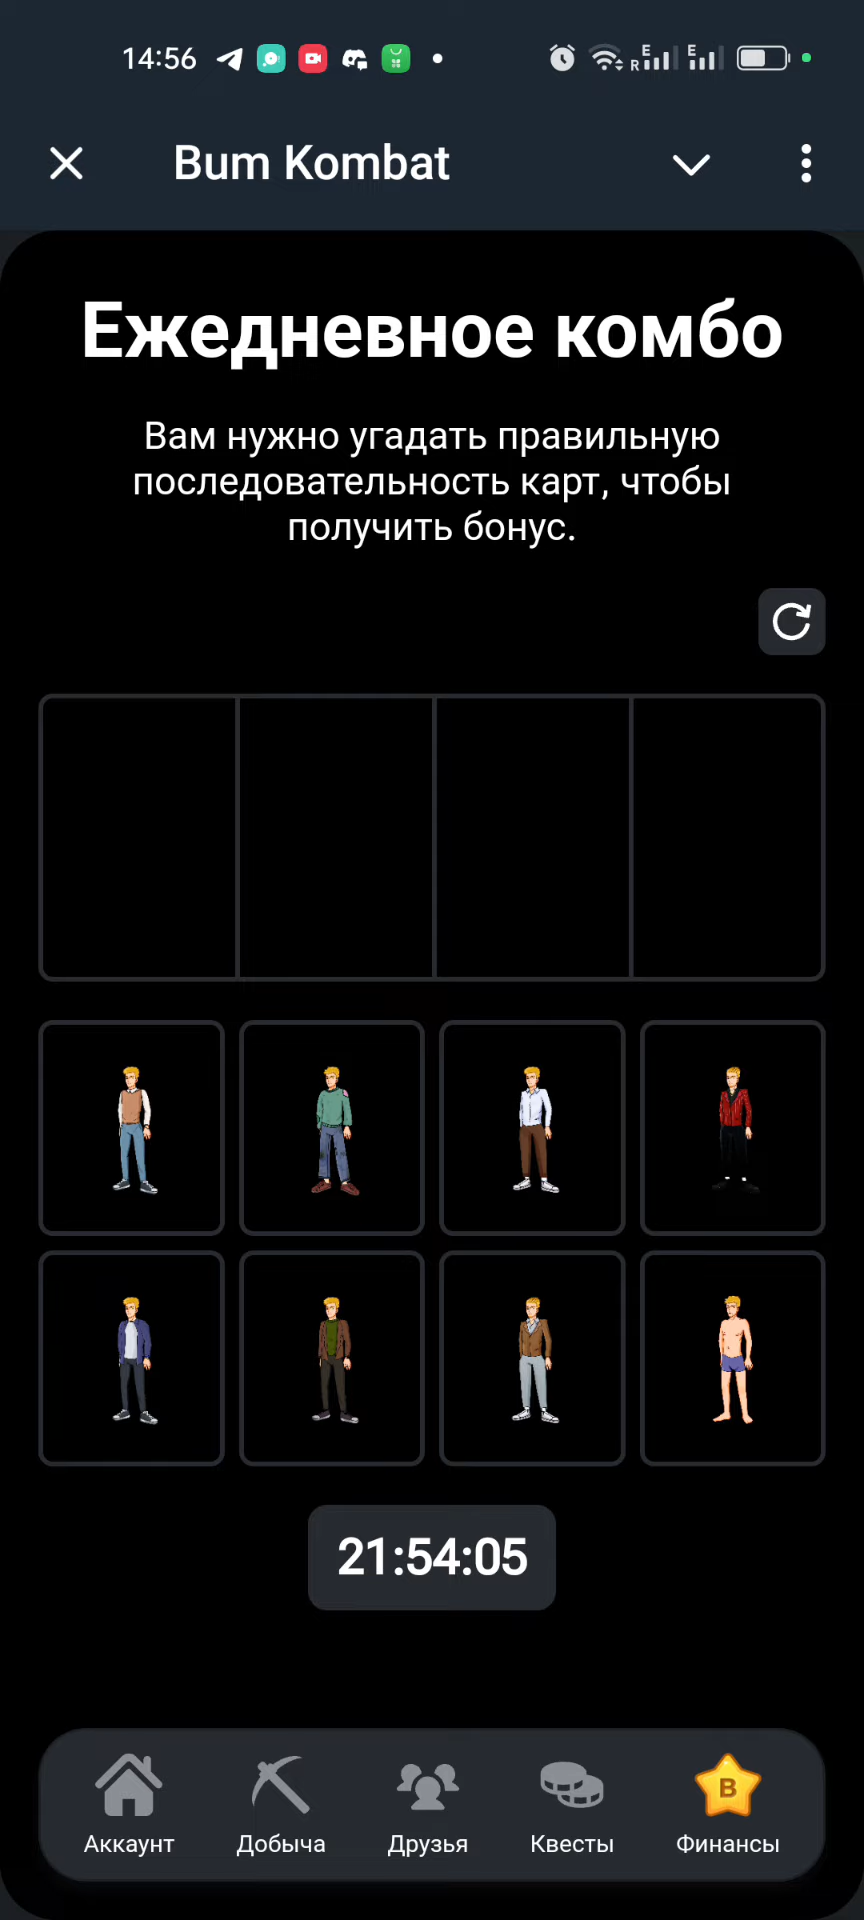 14:56
R E E
Bum Kombat
Ежедневное комбо
Вам нужно угадать правильную
последовательность карт, чтобы
получить бонус.
21:54:05
B
Аккаунт Добыча Друзья Квесты Финансы